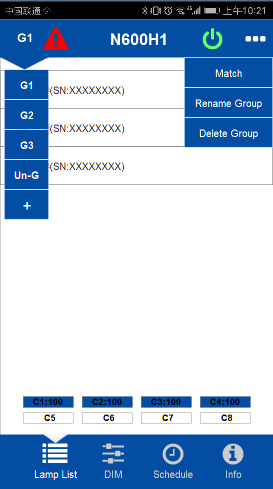 中国联通 上午10:21
G1 N600H1
G1
G2
G3
Un-G
+
(SN:XXXXXXXX)
(SN:XXXXXXXX)
(SN:XXXXXXXX)
Match
Rename Group
Delete Group
C1:100 C2:100 C3:100 C4:100
C5 C6 C7 C8
Lamp List DIM Schedule Info